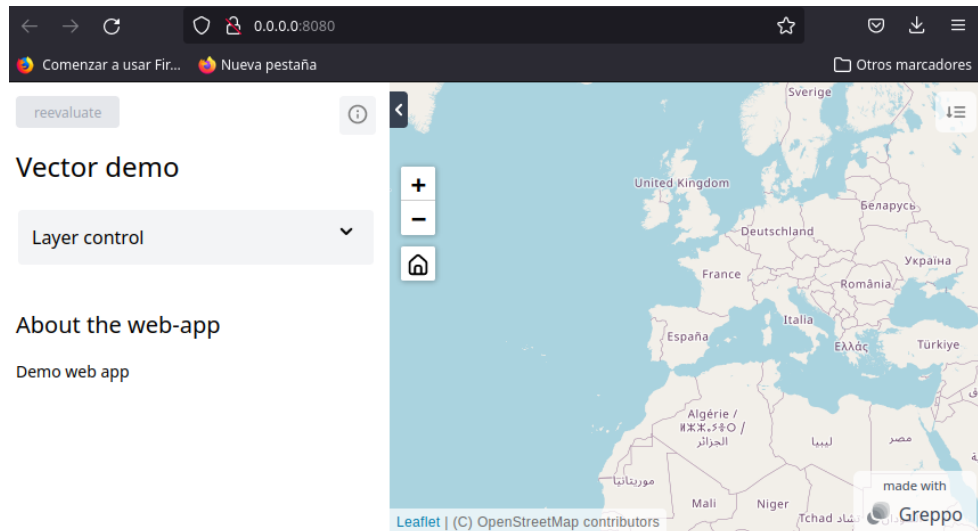 0.0.0.0:8080
Comenzar a usar Fir...
Nueva pestaña
Otros marcadores
reevaluate
Vector demo
Layer control
About the web-app
Demo web app
+
−
Sverige
United Kingdom
Беларусь
Deutschland
Україна
France
România
Italia
España
Ελλάς
Türkiye
Algérie /
ⵍⵣⵣⴰⵢⴻⵔ /
الجزائر
ليبيا
مصر
موريتانيا
Mali
Niger
Tchad تشاد
made with
Greppo
Leaflet | (C) OpenStreetMap contributors